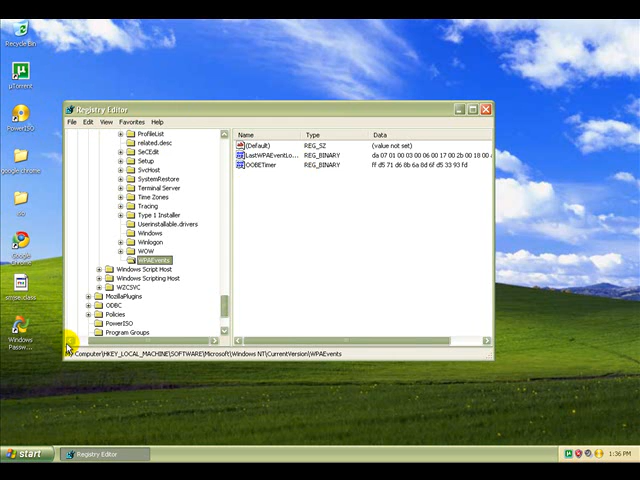 Recycle Bin
µTorrent
PowerISO
google chrome
iso
Google
Chrome
smse.class
Windows
Passw...
Registry Editor
File Edit View Favorites Help
ProfileList
related.desc
SeCEdit
Setup
SvcHost
SystemRestore
Terminal Server
Time Zones
Tracing
Type 1 Installer
Userinstallable.drivers
Windows
Winlogon
WOW
WPAEvents
Windows Script Host
Windows Scripting Host
WZCSVC
MozillaPlugins
ODBC
Policies
PowerISO
Program Groups
Name Type Data
(Default) REG_SZ (value not set)
LastWPAEventLo... REG_BINARY da 07 01 00 03 00 06 00 17 00 2b 00 18 00
OOBETimer REG_BINARY ff d5 71 d6 8b 6a 8d 6f d5 33 93 fd
Computer\HKEY_LOCAL_MACHINE\SOFTWARE\Microsoft\Windows NT\CurrentVersion\WPAEvents
start
Registry Editor
1:36 PM